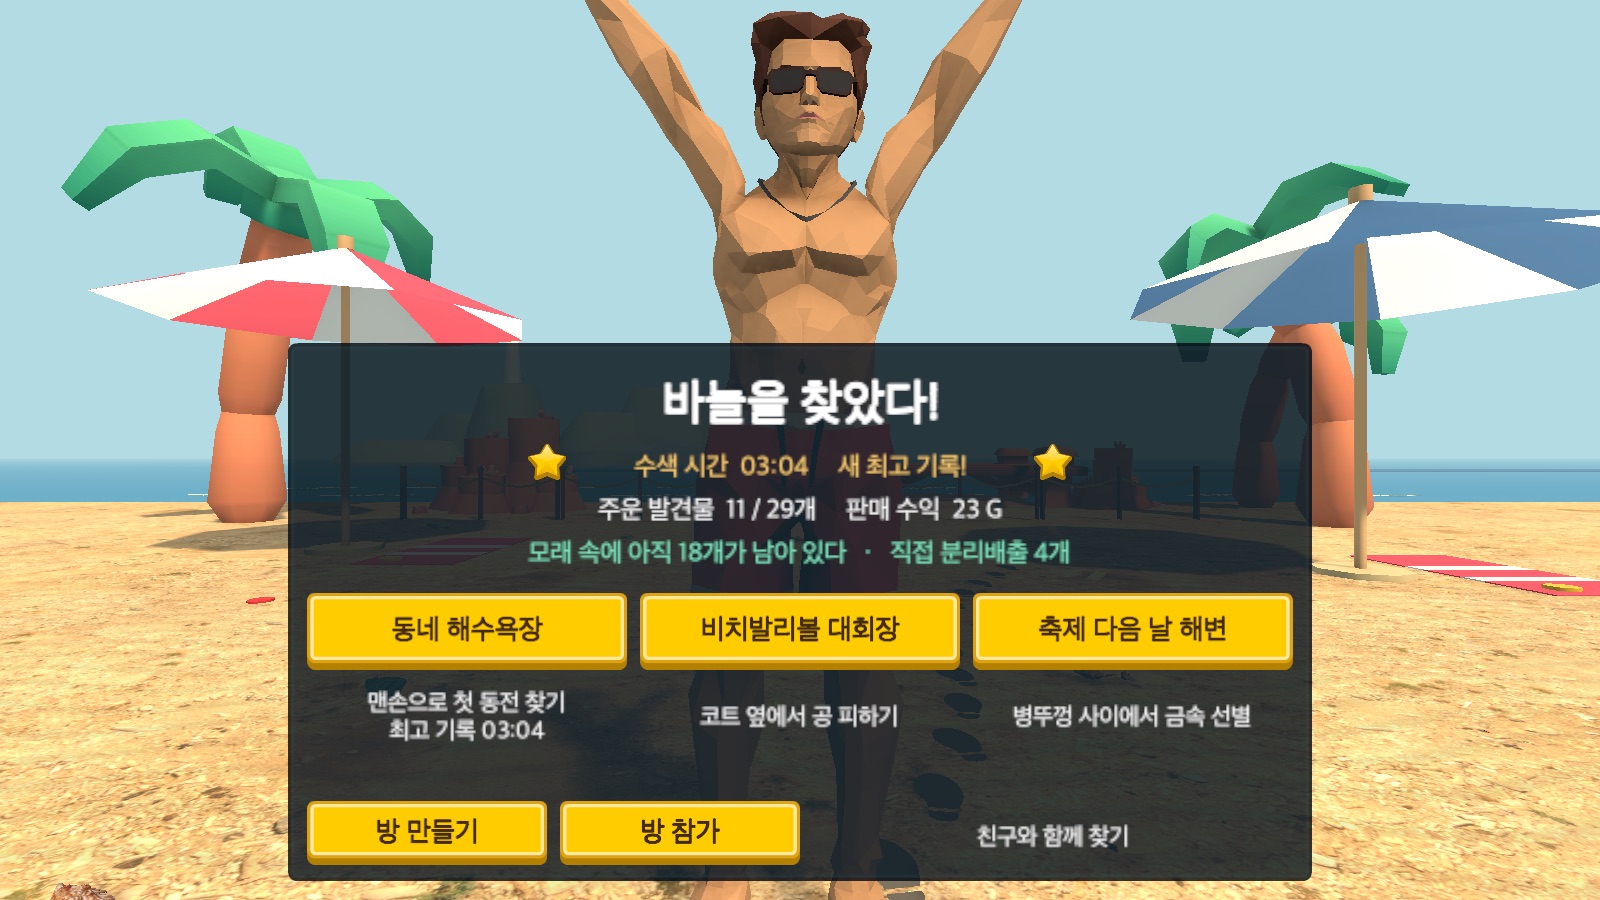 바늘을 찾았다!
수색 시간 03:04 새 최고 기록!
주운 발견물 11 / 29개 판매 수익 23 G
모래 속에 아직 18개가 남아 있다 · 직접 분리배출 4개
동네 해수욕장
비치발리볼 대회장
축제 다음 날 해변
맨손으로 첫 동전 찾기
최고 기록 03:04
코트 옆에서 공 피하기
병뚜껑 사이에서 금속 선별
방 만들기
방 참가
친구와 함께 찾기